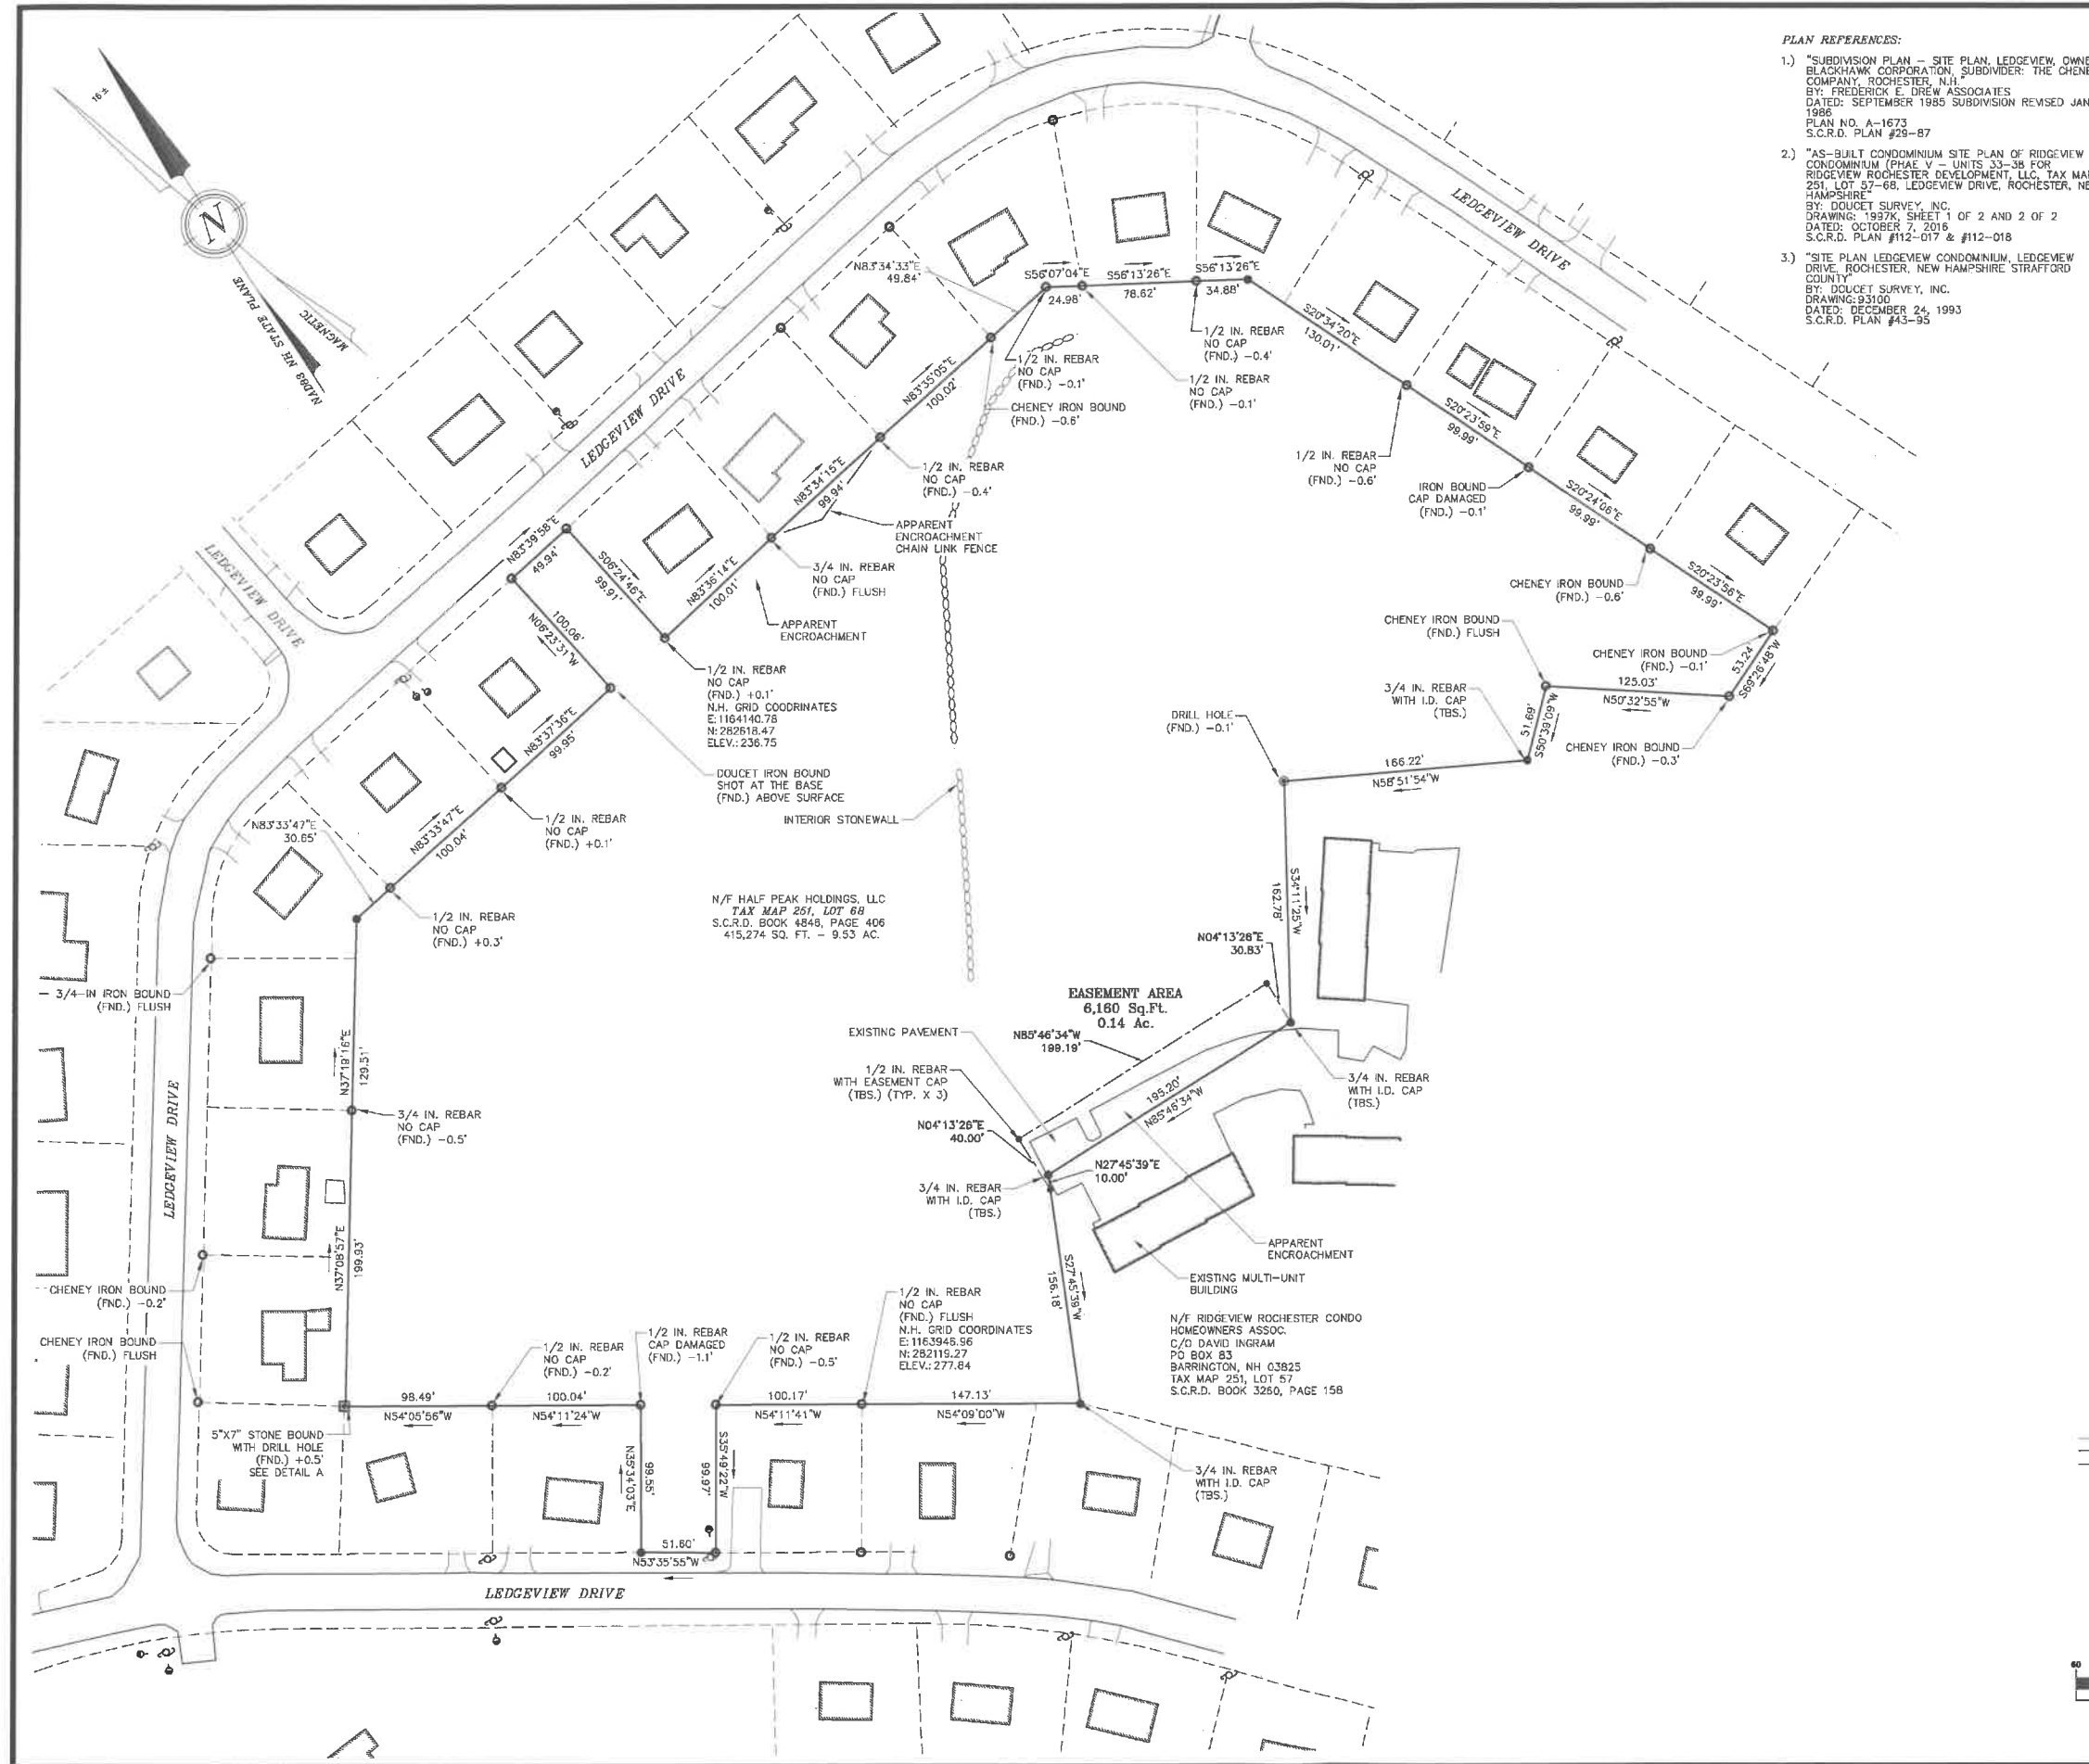 PLAN REFERENCES:
1.) "SUBDIVISION PLAN – SITE PLAN, LEDGEVIEW, OWNE
BLACKHAWK CORPORATION, SUBDIVIDER: THE CHENE
COMPANY, ROCHESTER, N.H."
BY: FREDERICK E. DREW ASSOCIATES
DATED: SEPTEMBER 1985 SUBDIVISION REVISED JAN
1986
PLAN NO. A-1673
S.C.R.D. PLAN #29-87
2.) "AS-BUILT CONDOMINIUM SITE PLAN OF RIDGEVIEW
CONDOMINIUM (PHAE V – UNITS 33-38 FOR
RIDGEVIEW ROCHESTER DEVELOPMENT, LLC, TAX MA
251, LOT 57-68, LEDGEVIEW DRIVE, ROCHESTER, NE
HAMPSHIRE"
BY: DOUCET SURVEY, INC.
DRAWING: 1997K, SHEET 1 OF 2 AND 2 OF 2
DATED: OCTOBER 7, 2016
S.C.R.D. PLAN #112-017 & #112-018
3.) "SITE PLAN LEDGEVIEW CONDOMINIUM, LEDGEVIEW
DRIVE, ROCHESTER, NEW HAMPSHIRE STRAFFORD
COUNTY"
BY: DOUCET SURVEY, INC.
DRAWING:93100
DATED: DECEMBER 24, 1993
S.C.R.D. PLAN #43-95
16±
N
NAD83 NH STATE PLANE
MAGNETIC
LEDGEVIEW DRIVE
LEDGEVIEW DRIVE
LEDGEVIEW DRIVE
N83°34'33"E
49.84'
S56°07'04"E
24.98'
S56°13'26"E
78.62'
S56°13'26"E
34.88'
S20°34'20"E
130.01'
1/2 IN. REBAR
NO CAP
(FND.) -0.4'
1/2 IN. REBAR
NO CAP
(FND.) -0.1'
1/2 IN. REBAR
NO CAP
(FND.) -0.1'
CHENEY IRON BOUND
(FND.) -0.6'
N83°35'05"E
100.02'
S20°23'59"E
99.99'
1/2 IN. REBAR
NO CAP
(FND.) -0.6'
1/2 IN. REBAR
NO CAP
(FND.) -0.4'
IRON BOUND
CAP DAMAGED
(FND.) -0.1'
N83°34'15"E
99.94'
S20°24'06"E
99.99'
APPARENT
ENCROACHMENT
CHAIN LINK FENCE
N83°39'58"E
49.94'
S06°24'46"E
99.91'
N83°36'14"E
100.01'
3/4 IN. REBAR
NO CAP
(FND.) FLUSH
CHENEY IRON BOUND
(FND.) -0.6'
S20°23'56"E
99.99'
100.06'
N06°23'31"W
APPARENT
ENCROACHMENT
CHENEY IRON BOUND
(FND.) FLUSH
CHENEY IRON BOUND
(FND.) -0.1'
53.24'
S69°26'48"W
1/2 IN. REBAR
NO CAP
(FND.) +0.1'
N.H. GRID COODRINATES
E: 1164140.78
N: 282618.47
ELEV.: 236.75
125.03'
N50°32'55"W
3/4 IN. REBAR
WITH I.D. CAP
(TBS.)
51.69'
S50°39'09"W
DRILL HOLE
(FND.) -0.1'
CHENEY IRON BOUND
(FND.) -0.3'
N83°37'36"E
99.95'
166.22'
N58°51'54"W
DOUCET IRON BOUND
SHOT AT THE BASE
(FND.) ABOVE SURFACE
INTERIOR STONEWALL
N83°33'47"E
30.65'
N83°33'47"E
100.04'
1/2 IN. REBAR
NO CAP
(FND.) +0.1'
S34°11'25"W
162.78'
N/F HALF PEAK HOLDINGS, LLC
TAX MAP 251, LOT 68
S.C.R.D. BOOK 4848, PAGE 406
415,274 SQ. FT. – 9.53 AC.
1/2 IN. REBAR
NO CAP
(FND.) +0.3'
3/4 IN IRON BOUND
(FND.) FLUSH
N04°13'26"E
30.83'
EASEMENT AREA
6,160 Sq.Ft.
0.14 Ac.
EXISTING PAVEMENT
N85°46'34"W
199.19'
N37°19'16"E
129.51'
1/2 IN. REBAR
WITH EASEMENT CAP
(TBS.) (TYP. X 3)
195.20'
N85°46'34"W
3/4 IN. REBAR
WITH I.D. CAP
(TBS.)
LEDGEVIEW DRIVE
3/4 IN. REBAR
NO CAP
(FND.) -0.5'
N04°13'26"E
40.00'
N27°45'39"E
10.00'
3/4 IN. REBAR
WITH I.D. CAP
(TBS.)
APPARENT
ENCROACHMENT
N37°08'57"E
199.93'
S27°45'39"W
156.18'
EXISTING MULTI-UNIT
BUILDING
CHENEY IRON BOUND
(FND.) -0.2'
CHENEY IRON BOUND
(FND.) FLUSH
1/2 IN. REBAR
NO CAP
(FND.) -0.2'
1/2 IN. REBAR
CAP DAMAGED
(FND.) -1.1'
1/2 IN. REBAR
NO CAP
(FND.) -0.5'
1/2 IN. REBAR
NO CAP
(FND.) FLUSH
N.H. GRID COORDINATES
E: 1163946.96
N: 282119.27
ELEV.: 277.84
N/F RIDGEVIEW ROCHESTER CONDO
HOMEOWNERS ASSOC.
C/O DAVID INGRAM
PO BOX 83
BARRINGTON, NH 03825
TAX MAP 251, LOT 57
S.C.R.D. BOOK 3260, PAGE 158
98.49'
N54°05'56"W
100.04'
N54°11'24"W
100.17'
N54°11'41"W
147.13'
N54°09'00"W
5"X7" STONE BOUND
WITH DRILL HOLE
(FND.) +0.5'
SEE DETAIL A
N35°34'03"E
99.55'
S35°49'22"W
99.97'
3/4 IN. REBAR
WITH I.D. CAP
(TBS.)
51.60'
N53°35'55"W
LEDGEVIEW DRIVE
60